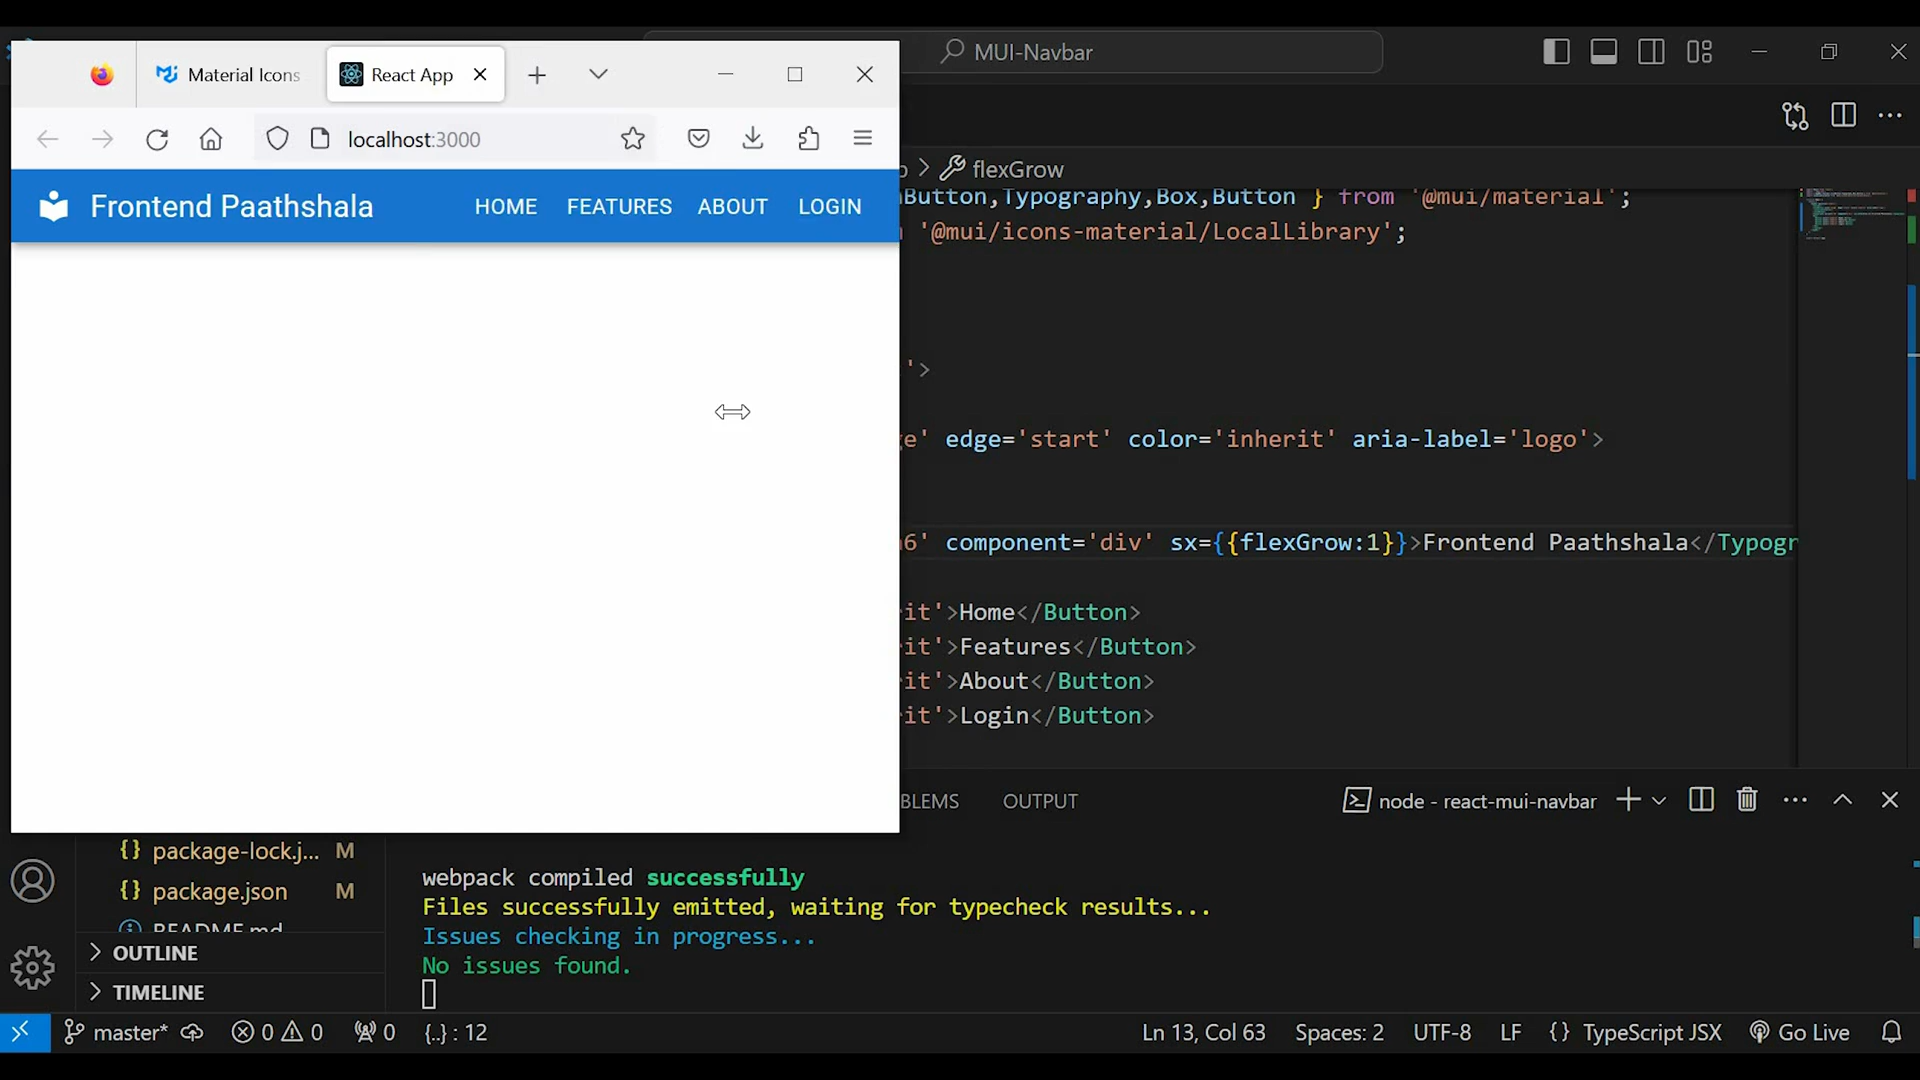 MUI-Navbar
Material Icons
React App
localhost:3000
Frontend Paathshala
HOME
FEATURES
ABOUT
LOGIN
flexGrow
Button,Typography,Box,Button } from '@mui/material';
'@mui/icons-material/LocalLibrary';
'>
' edge='start' color='inherit' aria-label='logo'>
6' component='div' sx={{flexGrow:1}}>Frontend Paathshala</Typogr
it'>Home</Button>
it'>Features</Button>
it'>About</Button>
it'>Login</Button>
BLEMS
OUTPUT
node - react-mui-navbar
{} package-lock.j... M
{} package.json M
README.md
OUTLINE
TIMELINE
webpack compiled successfully
Files successfully emitted, waiting for typecheck results...
Issues checking in progress...
No issues found.
master*
0
0
0
{..} : 12
Ln 13, Col 63
Spaces: 2
UTF-8
LF
{} TypeScript JSX
Go Live